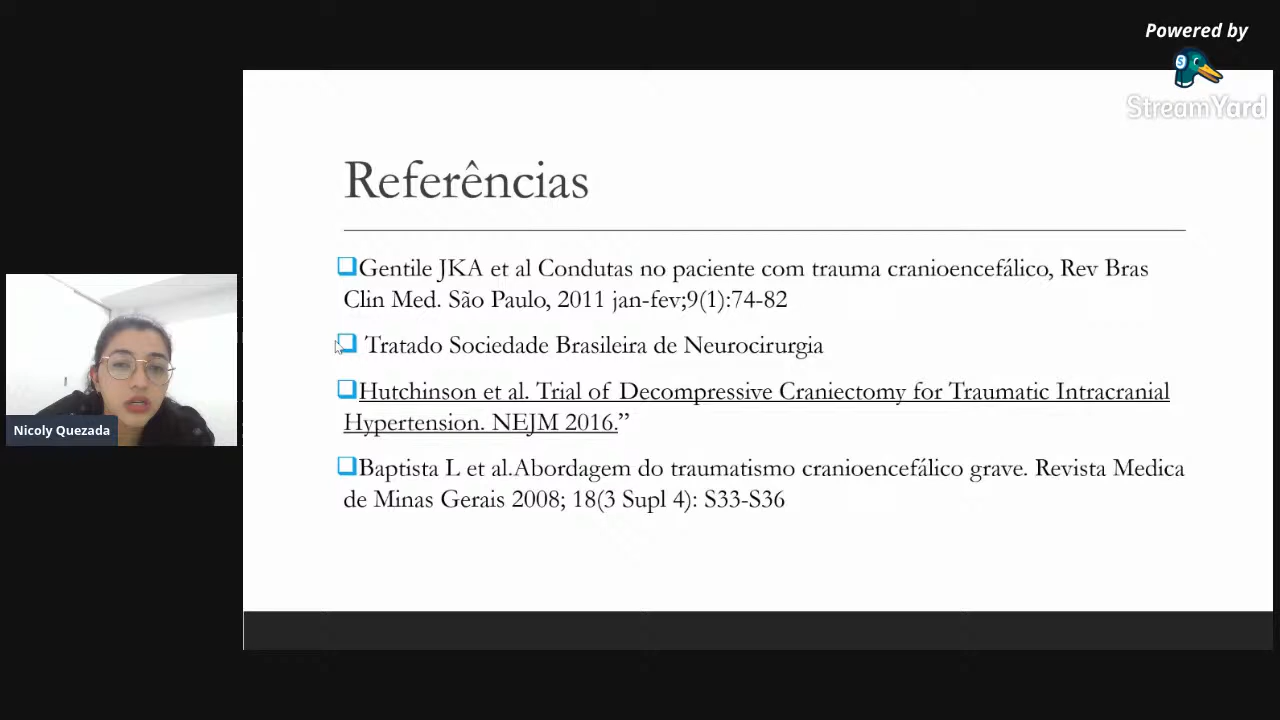 Powered by
StreamYard
Referências
Gentile JKA et al Condutas no paciente com trauma cranioencefálico, Rev Bras
Clin Med. São Paulo, 2011 jan-fev;9(1):74-82
Tratado Sociedade Brasileira de Neurocirurgia
Hutchinson et al. Trial of Decompressive Craniectomy for Traumatic Intracranial
Hypertension. NEJM 2016.”
Baptista L et al.Abordagem do traumatismo cranioencefálico grave. Revista Medica
de Minas Gerais 2008; 18(3 Supl 4): S33-S36
Nicoly Quezada